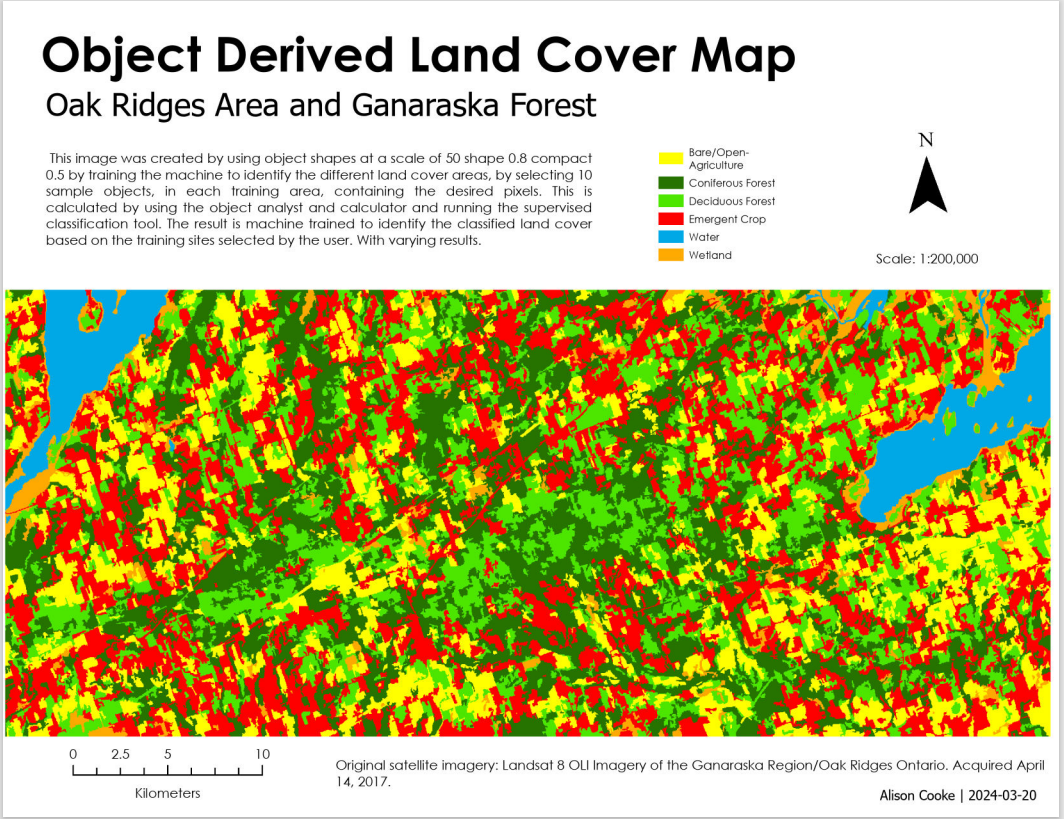 Object Derived Land Cover Map
Oak Ridges Area and Ganaraska Forest
This image was created by using object shapes at a scale of 50 shape 0.8 compact
0.5 by training the machine to identify the different land cover areas, by selecting 10
sample objects, in each training area, containing the desired pixels. This is
calculated by using the object analyst and calculator and running the supervised
classification tool. The result is machine trained to identify the classified land cover
based on the training sites selected by the user. With varying results.
Bare/Open-
Agriculture
Coniferous Forest
Deciduous Forest
Emergent Crop
Water
Wetland
N
Scale: 1:200,000
0 2.5 5 10
Kilometers
Original satellite imagery: Landsat 8 OLI Imagery of the Ganaraska Region/Oak Ridges Ontario. Acquired April
14, 2017.
Alison Cooke | 2024-03-20